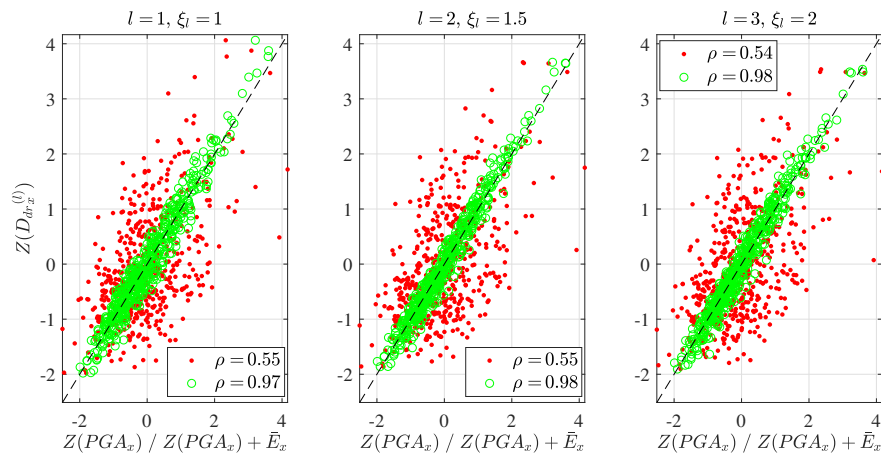 l = 1, ξ_l = 1
l = 2, ξ_l = 1.5
l = 3, ξ_l = 2
Z(D_{dr_x}^{(l)})
4
3
2
1
0
-1
-2
-2 0 2 4
ρ = 0.55
ρ = 0.97
Z(PGA_x) / Z(PGA_x) + Ē_x
4
3
2
1
0
-1
-2
-2 0 2 4
ρ = 0.55
ρ = 0.98
Z(PGA_x) / Z(PGA_x) + Ē_x
4
3
2
1
0
-1
-2
-2 0 2 4
ρ = 0.54
ρ = 0.98
Z(PGA_x) / Z(PGA_x) + Ē_x